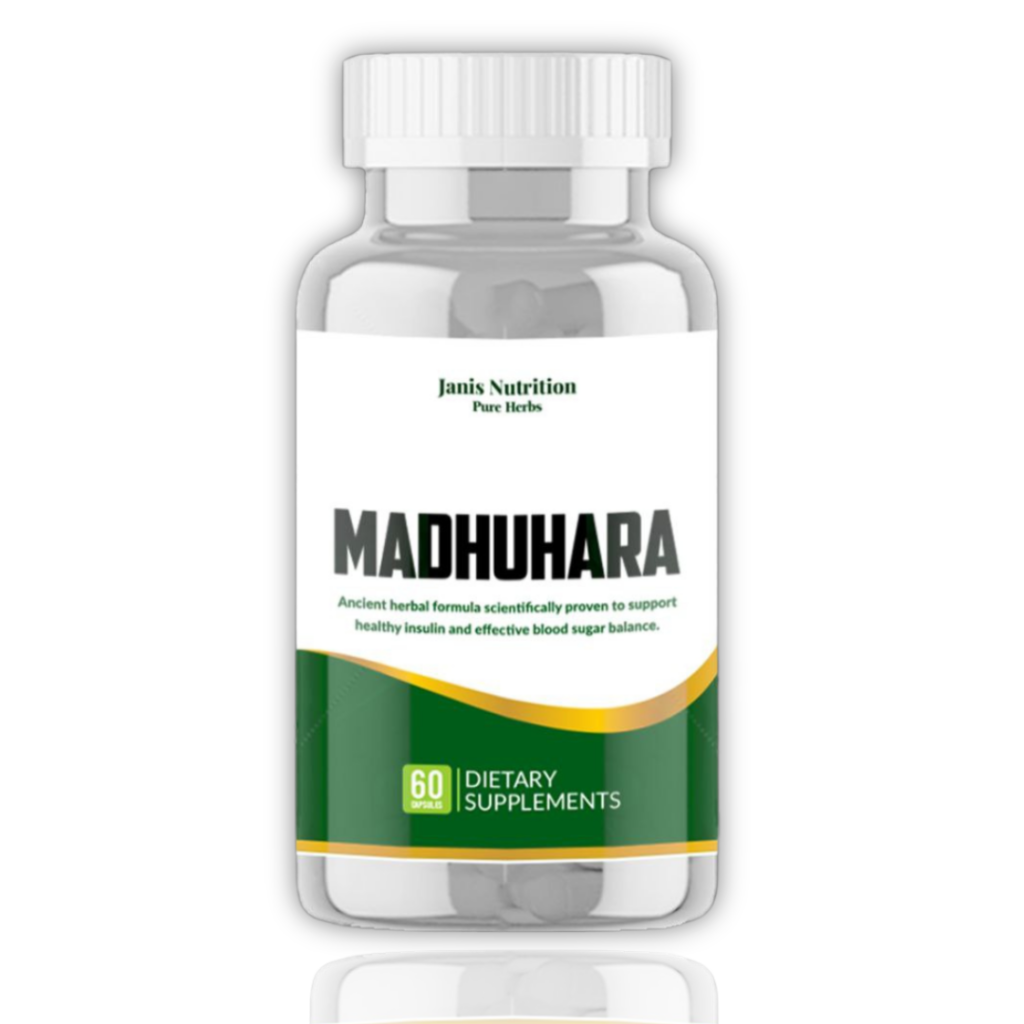 Janis Nutrition
Pure Herbs
MADHUHARA
Ancient herbal formula scientifically proven to support
healthy insulin and effective blood sugar balance.
60
CAPSULES
DIETARY
SUPPLEMENTS